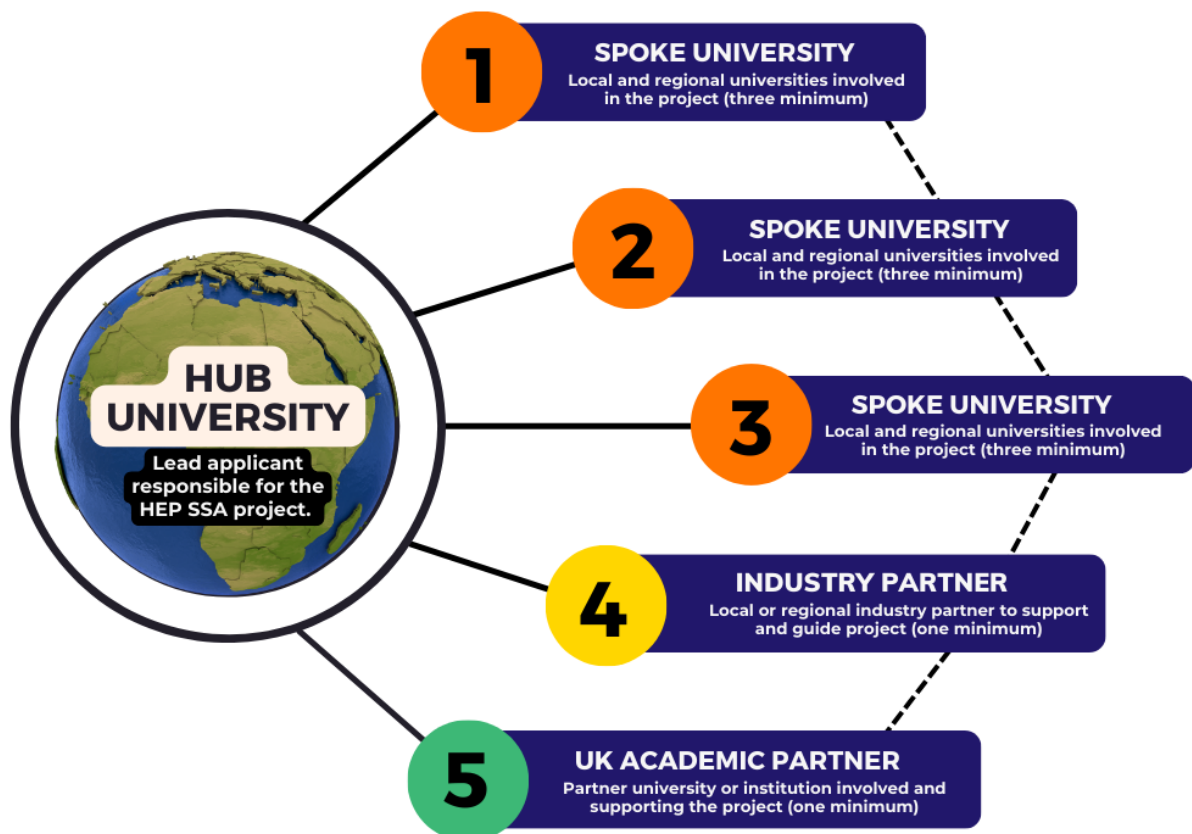 1
SPOKE UNIVERSITY
Local and regional universities involved
in the project (three minimum)
2
SPOKE UNIVERSITY
Local and regional universities involved
in the project (three minimum)
HUB
UNIVERSITY
Lead applicant
responsible for the
HEP SSA project.
3
SPOKE UNIVERSITY
Local and regional universities involved
in the project (three minimum)
4
INDUSTRY PARTNER
Local or regional industry partner to support
and guide project (one minimum)
5
UK ACADEMIC PARTNER
Partner university or institution involved and
supporting the project (one minimum)